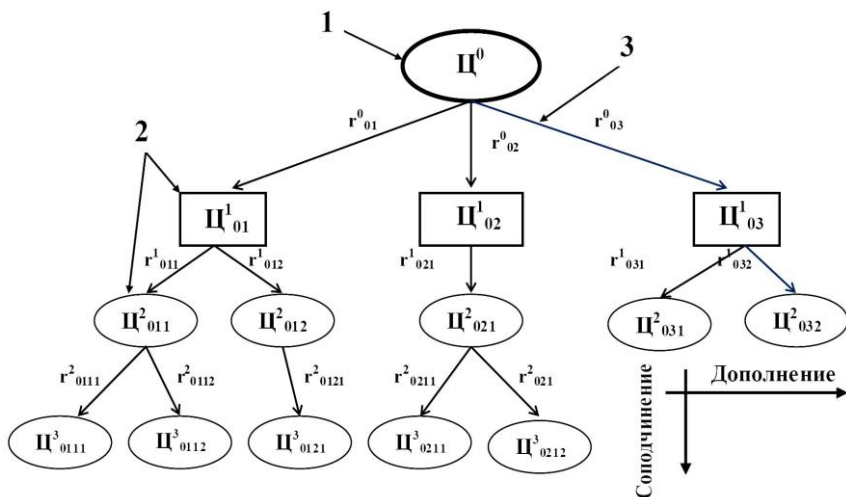 1
Ц⁰
3
r⁰₀₁
r⁰₀₂
r⁰₀₃
2
Ц¹₀₁
Ц¹₀₂
Ц¹₀₃
r¹₀₁₁
r¹₀₁₂
r¹₀₂₁
r¹₀₃₁
r¹₀₃₂
Ц²₀₁₁
Ц²₀₁₂
Ц²₀₂₁
Ц²₀₃₁
Ц²₀₃₂
r²₀₁₁₁
r²₀₁₁₂
r²₀₁₂₁
r²₀₂₁₁
r²₀₂₁
Соподчинение
Дополнение
Ц³₀₁₁₁
Ц³₀₁₁₂
Ц³₀₁₂₁
Ц³₀₂₁₁
Ц³₀₂₁₂